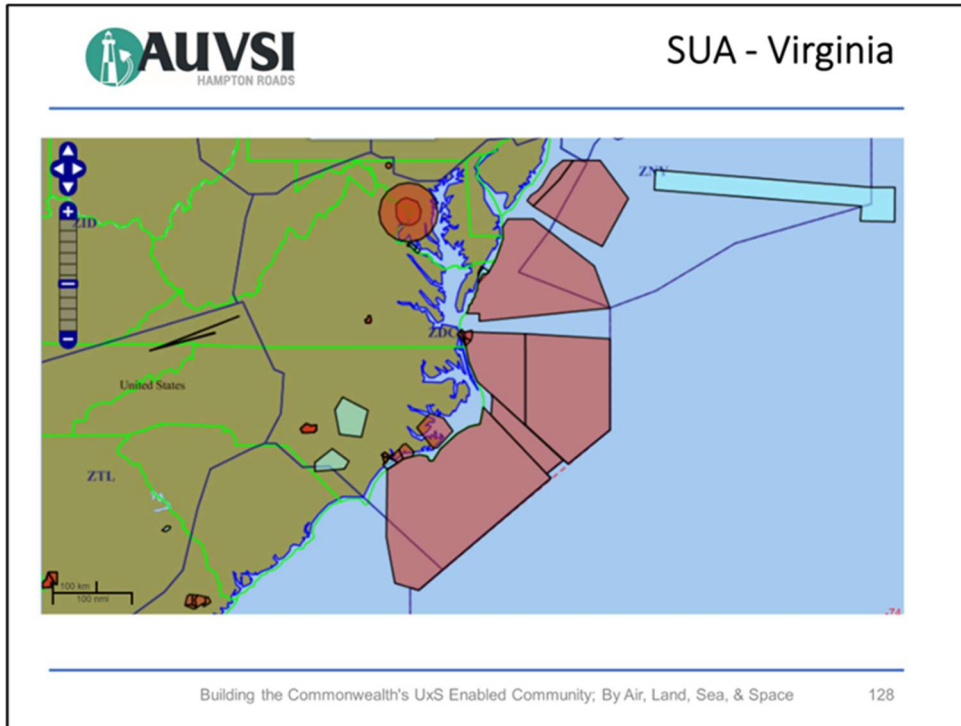 AUVSI
HAMPTON ROADS
SUA - Virginia
ZNY
ZID
ZDC
United States
ZTL
100 km
100 nmi
-74
Building the Commonwealth's UxS Enabled Community; By Air, Land, Sea, & Space
128